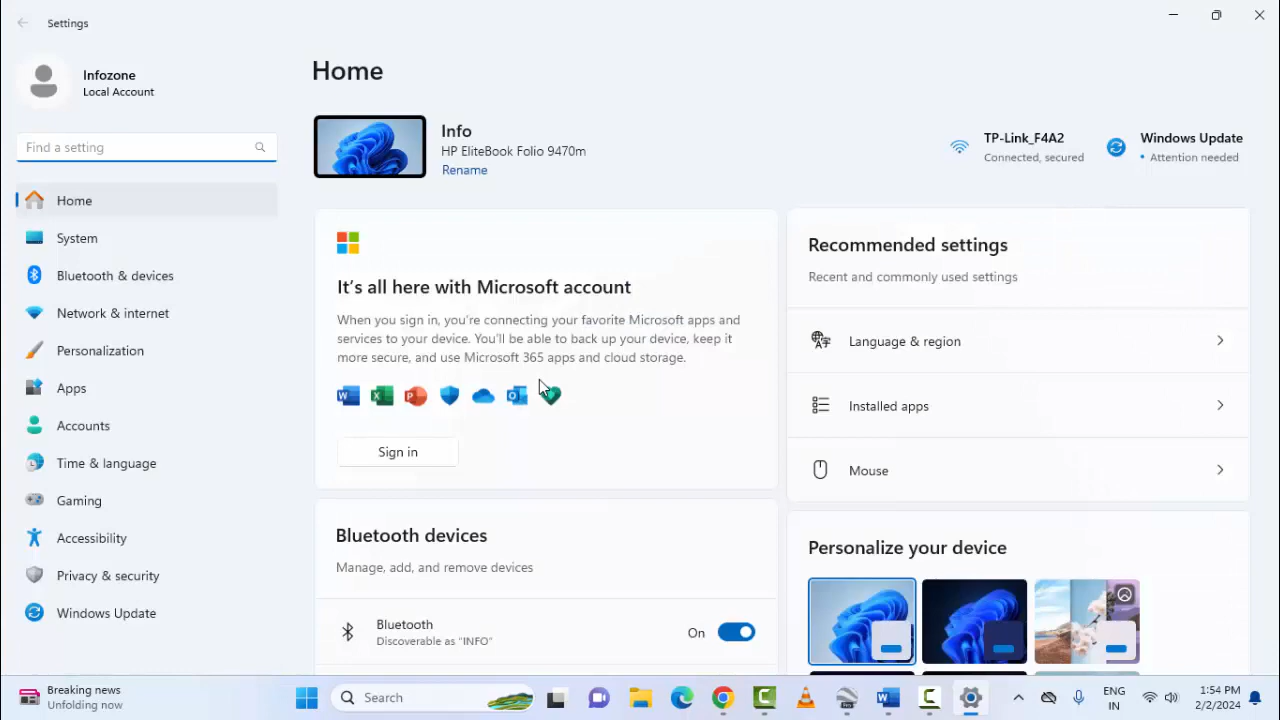 Settings
Infozone
Local Account
Find a setting
Home
System
Bluetooth & devices
Network & internet
Personalization
Apps
Accounts
Time & language
Gaming
Accessibility
Privacy & security
Windows Update
Home
Info
HP EliteBook Folio 9470m
Rename
TP-Link_F4A2
Connected, secured
Windows Update
• Attention needed
It's all here with Microsoft account
When you sign in, you're connecting your favorite Microsoft apps and
services to your device. You'll be able to back up your device, keep it
more secure, and use Microsoft 365 apps and cloud storage.
Sign in
Bluetooth devices
Manage, add, and remove devices
Bluetooth
Discoverable as "INFO"
On
Recommended settings
Recent and commonly used settings
Language & region
Installed apps
Mouse
Personalize your device
Breaking news
Unfolding now
Search
ENG
IN
1:54 PM
2/2/2024